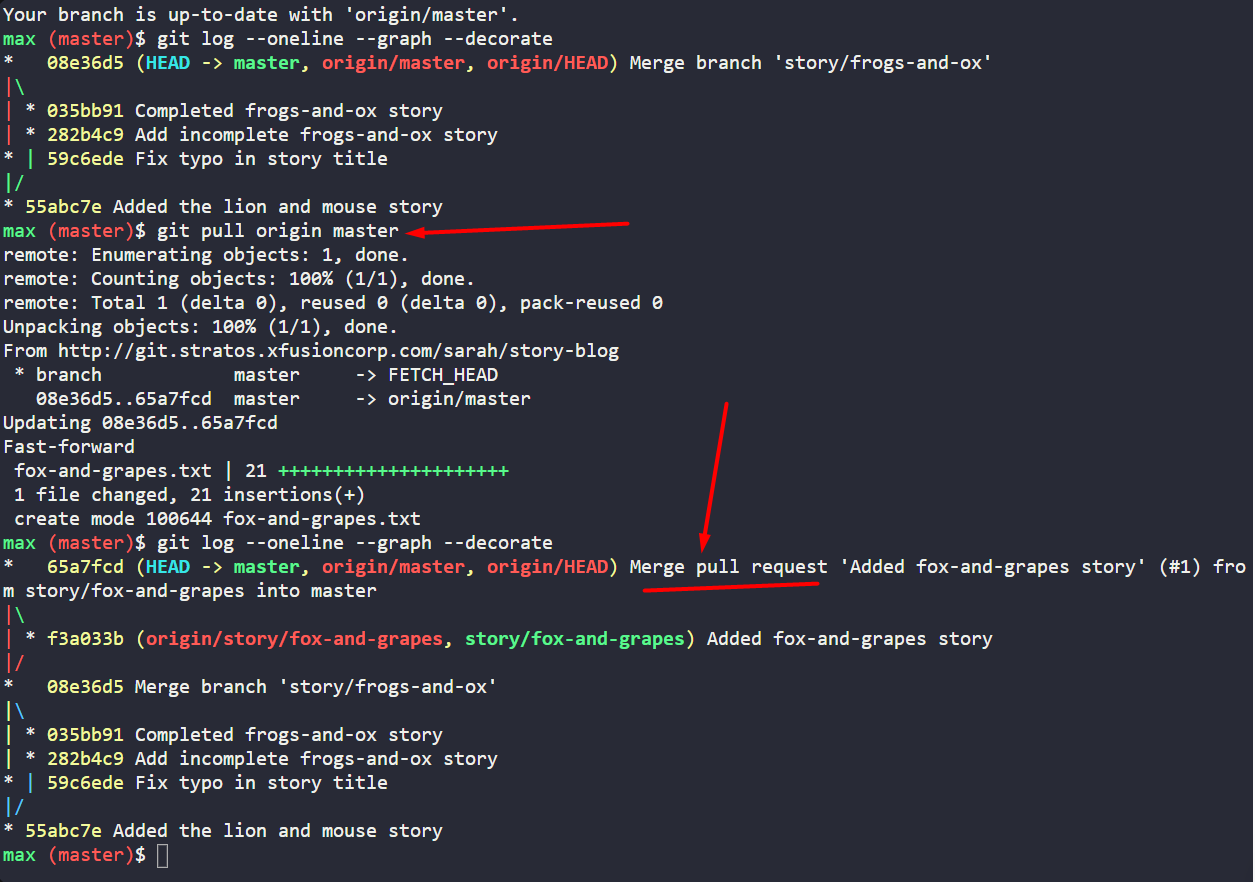 Your branch is up-to-date with 'origin/master'.
max (master)$ git log --oneline --graph --decorate
*   08e36d5 (HEAD -> master, origin/master, origin/HEAD) Merge branch 'story/frogs-and-ox'
|\
| * 035bb91 Completed frogs-and-ox story
| * 282b4c9 Add incomplete frogs-and-ox story
* | 59c6ede Fix typo in story title
|/
* 55abc7e Added the lion and mouse story
max (master)$ git pull origin master
remote: Enumerating objects: 1, done.
remote: Counting objects: 100% (1/1), done.
remote: Total 1 (delta 0), reused 0 (delta 0), pack-reused 0
Unpacking objects: 100% (1/1), done.
From http://git.stratos.xfusioncorp.com/sarah/story-blog
 * branch            master     -> FETCH_HEAD
   08e36d5..65a7fcd  master     -> origin/master
Updating 08e36d5..65a7fcd
Fast-forward
 fox-and-grapes.txt | 21 +++++++++++++++++++++
 1 file changed, 21 insertions(+)
 create mode 100644 fox-and-grapes.txt
max (master)$ git log --oneline --graph --decorate
*   65a7fcd (HEAD -> master, origin/master, origin/HEAD) Merge pull request 'Added fox-and-grapes story' (#1) fro
m story/fox-and-grapes into master
|\
| * f3a033b (origin/story/fox-and-grapes, story/fox-and-grapes) Added fox-and-grapes story
|/
*   08e36d5 Merge branch 'story/frogs-and-ox'
|\
| * 035bb91 Completed frogs-and-ox story
| * 282b4c9 Add incomplete frogs-and-ox story
* | 59c6ede Fix typo in story title
|/
* 55abc7e Added the lion and mouse story
max (master)$